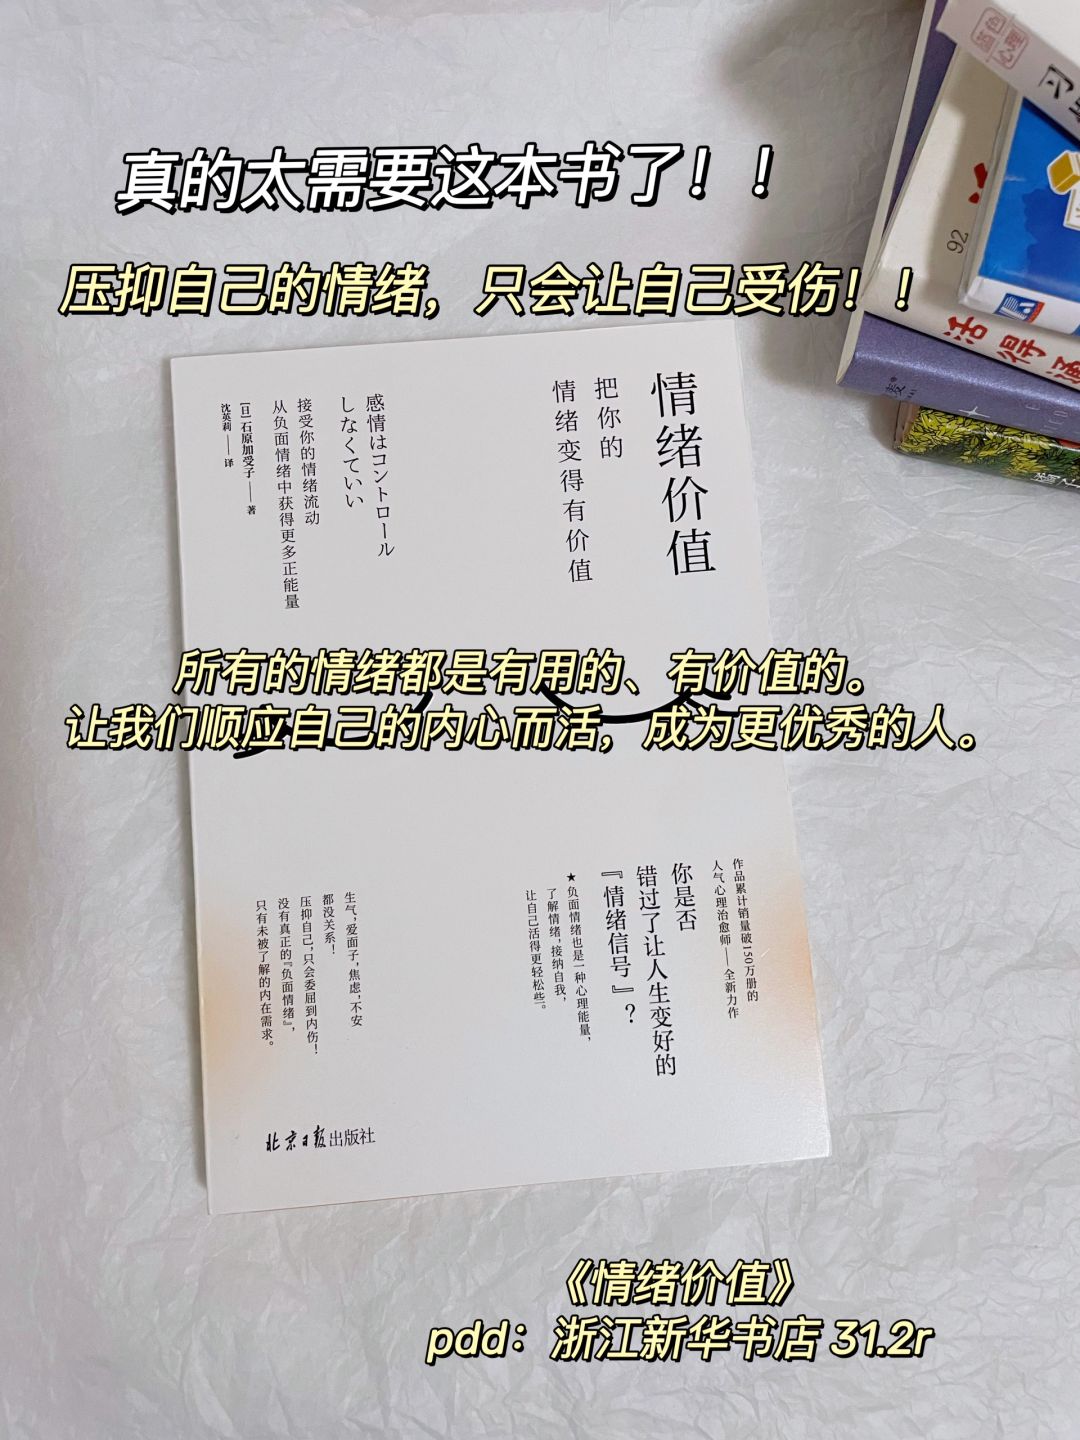 真的太需要这本书了！！
压抑自己的情绪，只会让自己受伤！！
情绪价值
把你的
情绪变得有价值
感情はコントロール
しなくていい
接受你的情绪流动
从负面情绪中获得更多正能量
[日]石原加受子——著
沈英莉——译
所有的情绪都是有用的、有价值的。
让我们顺应自己的内心而活，成为更优秀的人。
作品累计销量破150万册的
人气心理治愈师——全新力作
你是否
错过了让人生变好的
『情绪信号』？
★负面情绪也是一种心理能量，
了解情绪，接纳自我，
让自己活得更轻松些。
生气，爱面子，焦虑，不安
都没关系！
压抑自己，只会委屈到内伤！
没有真正的『负面情绪』，
只有未被了解的内在需求。
北京日报出版社
蓝色
心理
习
92
活得通
《情绪价值》
pdd：浙江新华书店 31.2r